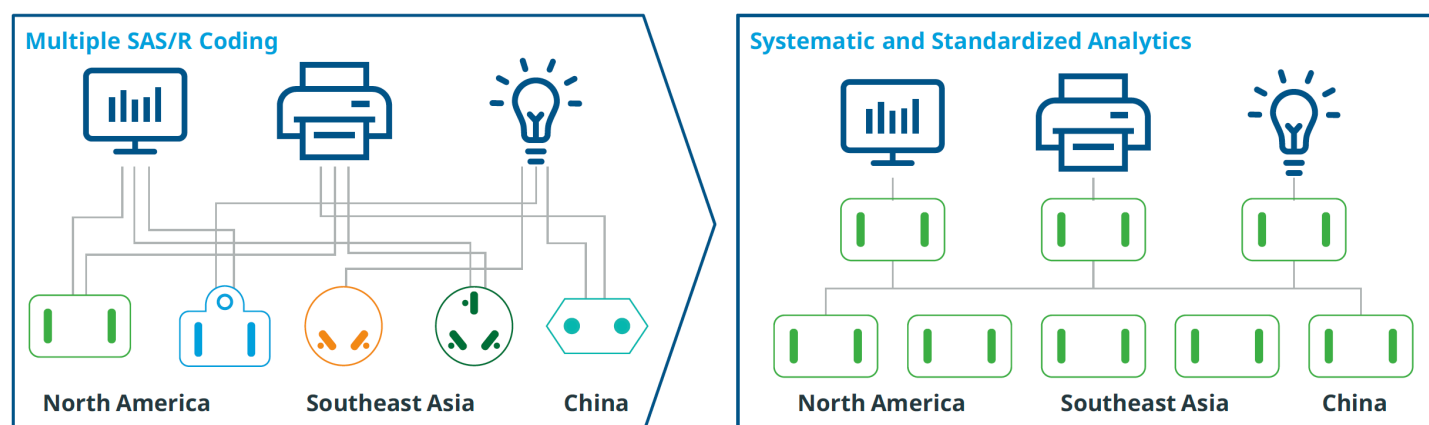 Multiple SAS/R Coding
North America
Southeast Asia
China
Systematic and Standardized Analytics
North America
Southeast Asia
China